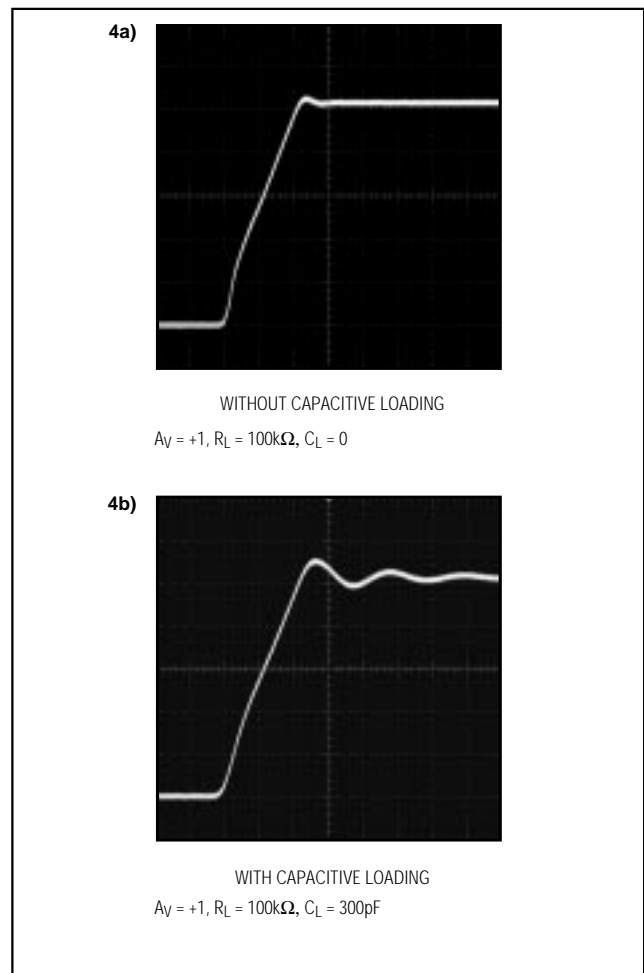 4a)
WITHOUT CAPACITIVE LOADING
AV = +1, RL = 100kΩ, CL = 0
4b)
WITH CAPACITIVE LOADING
AV = +1, RL = 100kΩ, CL = 300pF